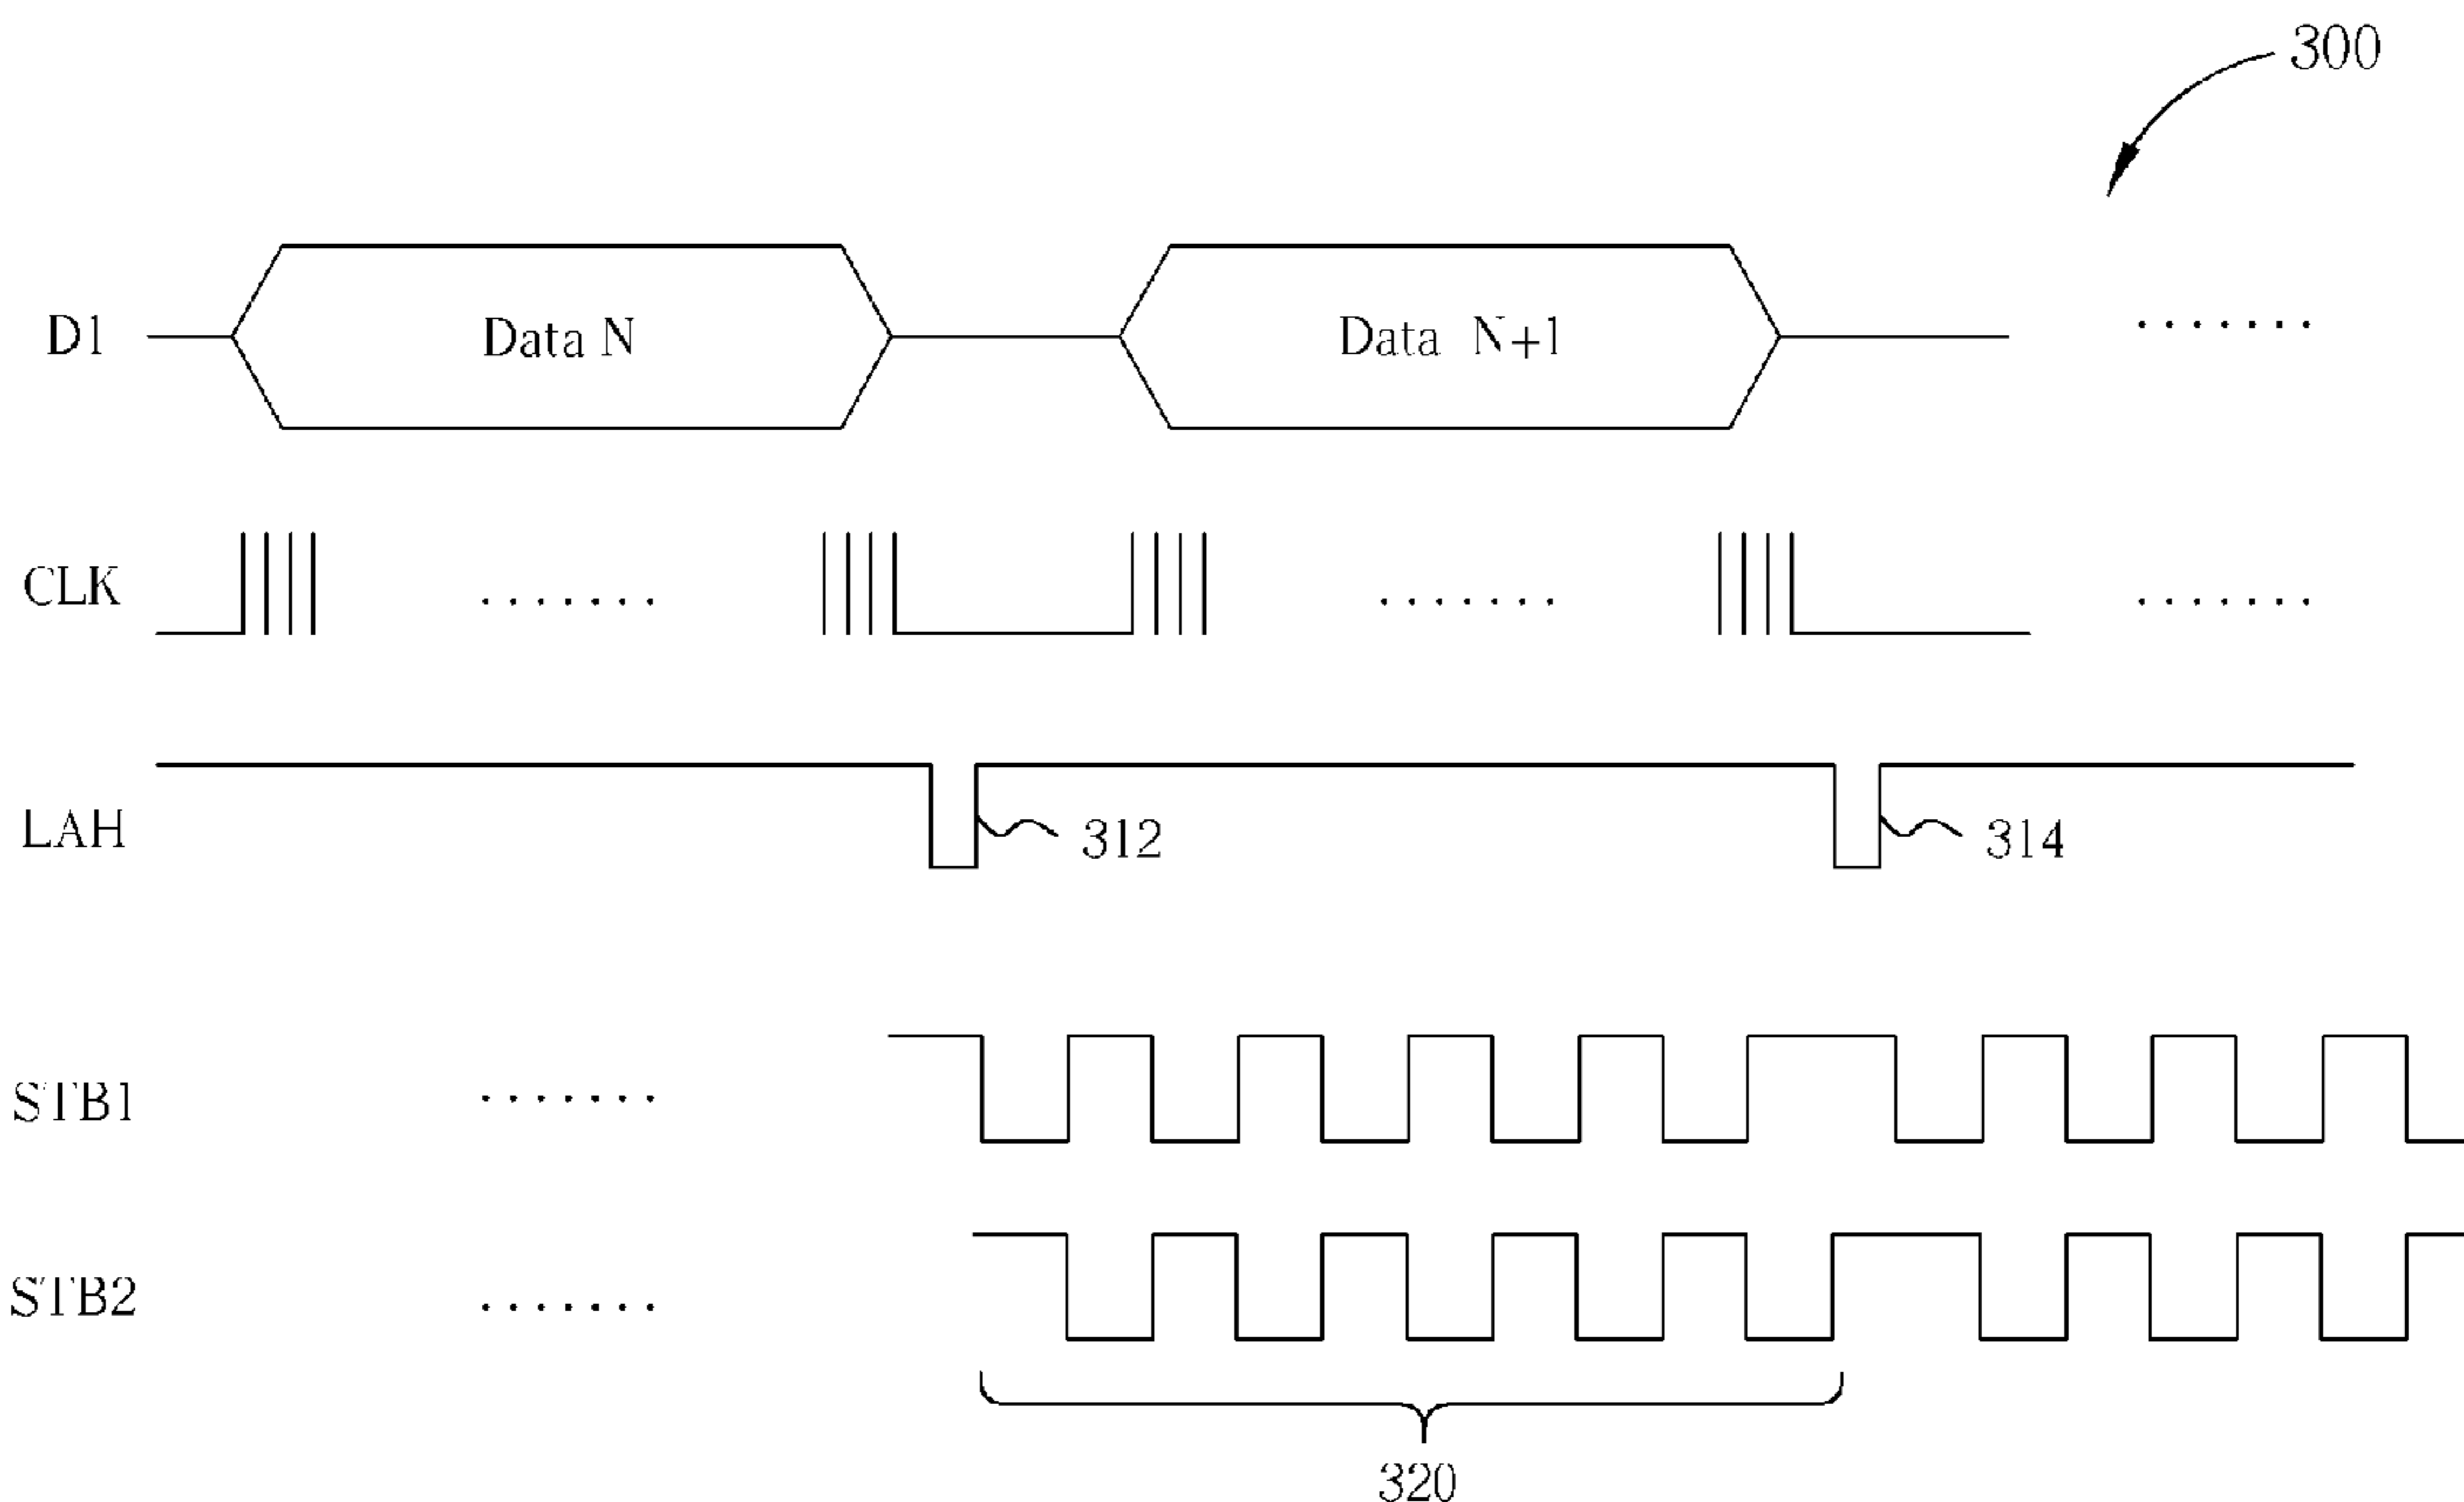 300
D1 Data N Data N+1 .......
CLK ....... ....... .......
LAH 312 314
STB1 .......
STB2 .......
320